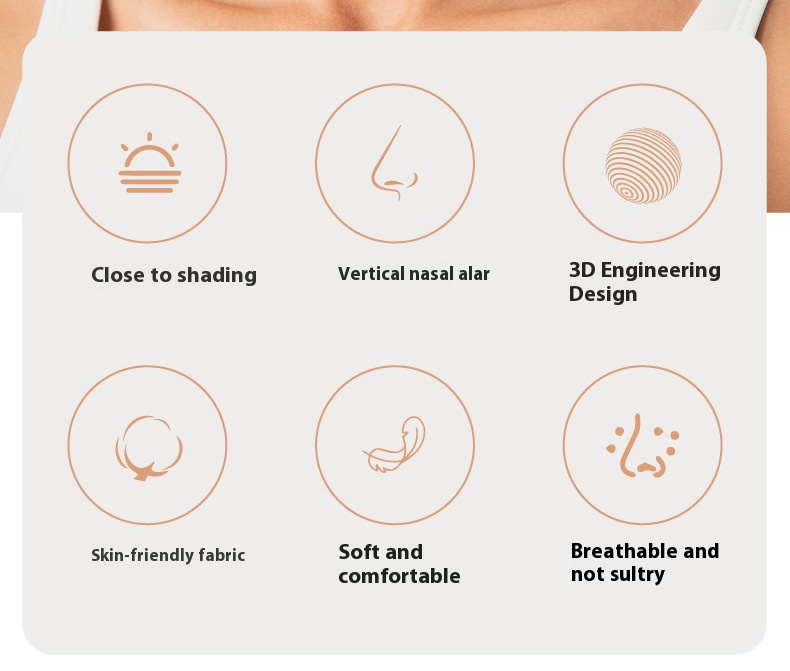 Close to shading
Vertical nasal alar
3D Engineering
Design
Skin-friendly fabric
Soft and
comfortable
Breathable and
not sultry